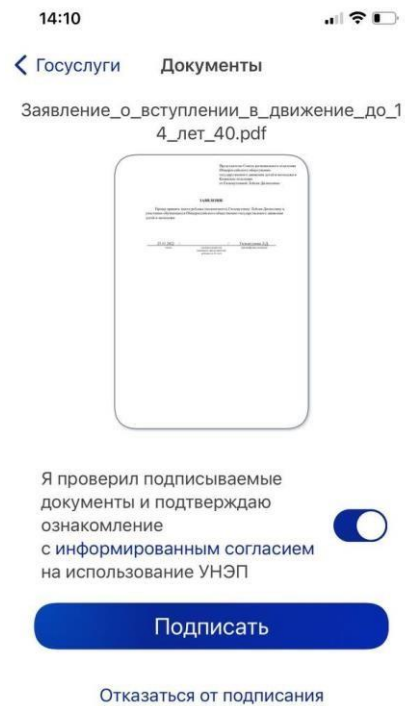 14:10
Госуслуги Документы
Заявление_о_вступлении_в_движение_до_1
4_лет_40.pdf
ЗАЯВЛЕНИЕ
Я проверил подписываемые
документы и подтверждаю
ознакомление
с информированным согласием
на использование УНЭП
Подписать
Отказаться от подписания